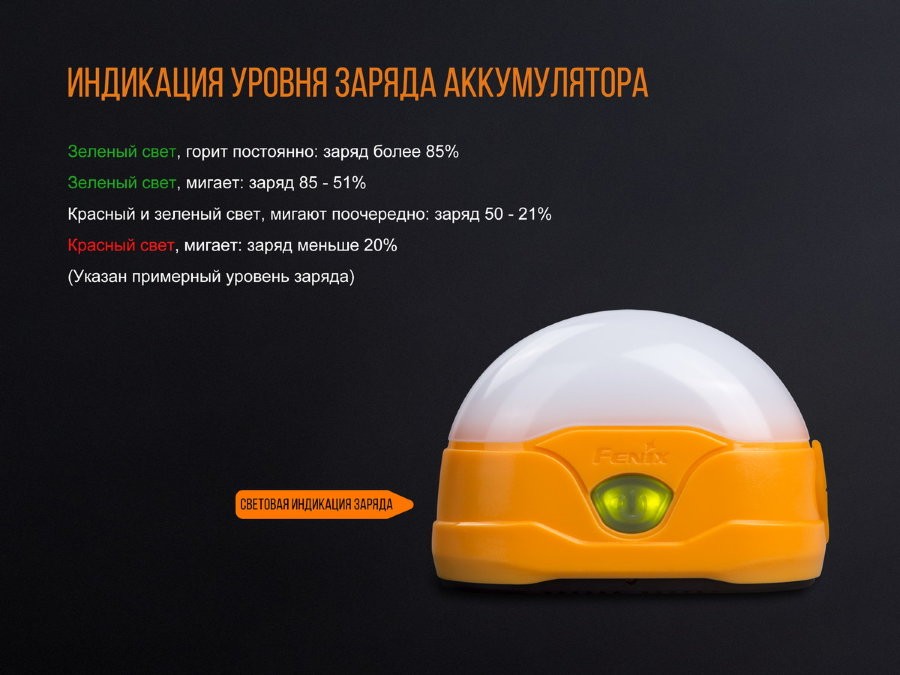 ИНДИКАЦИЯ УРОВНЯ ЗАРЯДА АККУМУЛЯТОРА
Зеленый свет, горит постоянно: заряд более 85%
Зеленый свет, мигает: заряд 85 - 51%
Красный и зеленый свет, мигают поочередно: заряд 50 - 21%
Красный свет, мигает: заряд меньше 20%
(Указан примерный уровень заряда)
FENIX
СВЕТОВАЯ ИНДИКАЦИЯ ЗАРЯДА